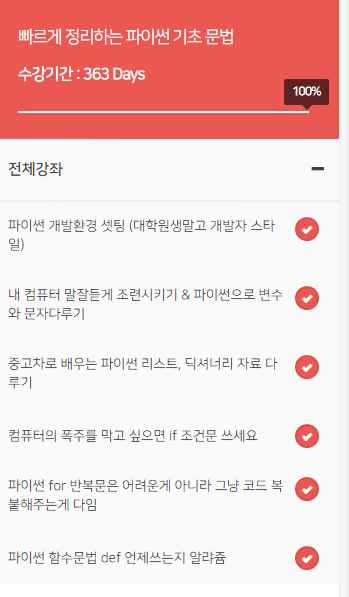 빠르게 정리하는 파이썬 기초 문법
수강기간 : 363 Days
100%
전체강좌
파이썬 개발환경 셋팅 (대학원생말고 개발자 스타
일)
내 컴퓨터 말잘듣게 조련시키기 & 파이썬으로 변수
와 문자다루기
중고차로 배우는 파이썬 리스트, 딕셔너리 자료 다
루기
컴퓨터의 폭주를 막고 싶으면 if 조건문 쓰세요
파이썬 for 반복문은 어려운게 아니라 그냥 코드 복
붙해주는게 다임
파이썬 함수문법 def 언제쓰는지 알랴줌